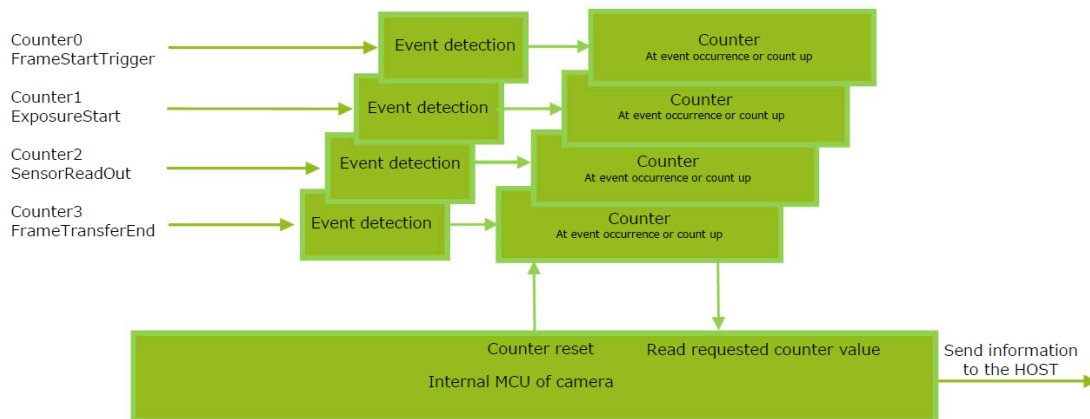 Counter0
FrameStartTrigger
Event detection
Counter
At event occurrence or count up
Counter1
ExposureStart
Event detection
Counter
At event occurrence or count up
Counter2
SensorReadOut
Event detection
Counter
At event occurrence or count up
Counter3
FrameTransferEnd
Event detection
Counter
At event occurrence or count up
Counter reset
Read requested counter value
Internal MCU of camera
Send information
to the HOST